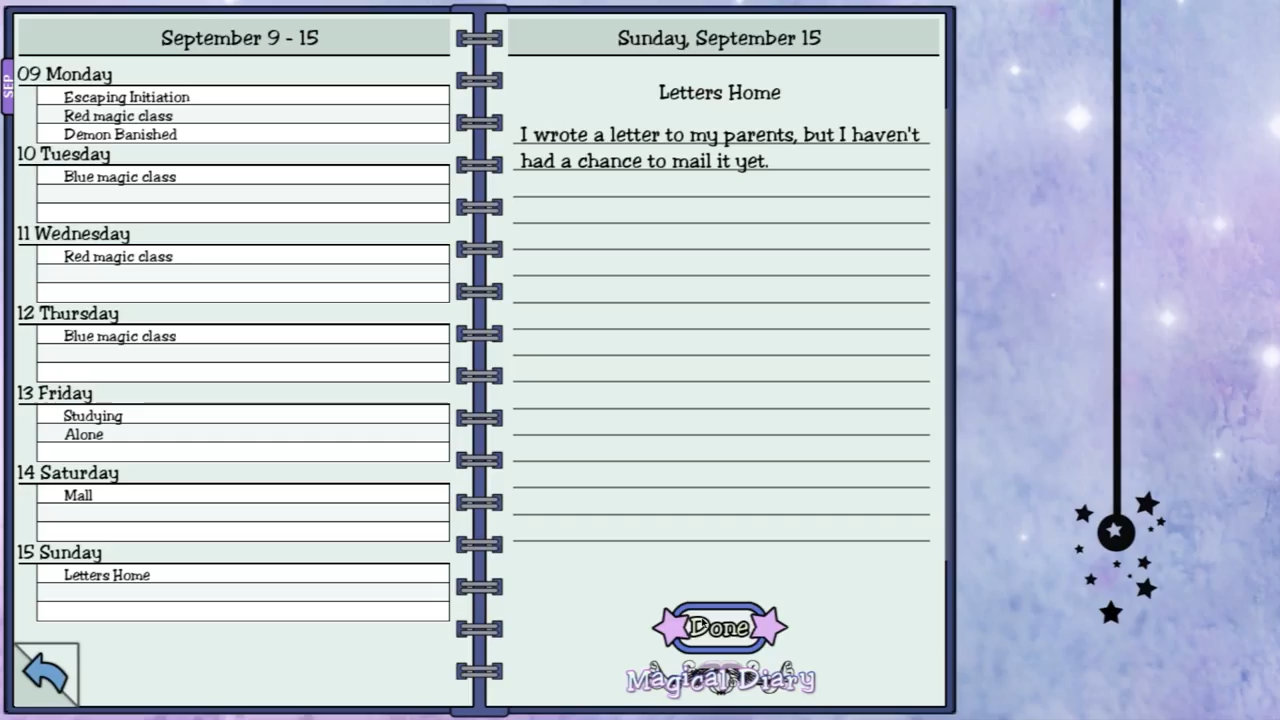 September 9 - 15
SEP
09 Monday
Escaping Initiation
Red magic class
Demon Banished
10 Tuesday
Blue magic class
11 Wednesday
Red magic class
12 Thursday
Blue magic class
13 Friday
Studying
Alone
14 Saturday
Mall
15 Sunday
Letters Home
Sunday, September 15
Letters Home
I wrote a letter to my parents, but I haven't
had a chance to mail it yet.
Done
Magical Diary